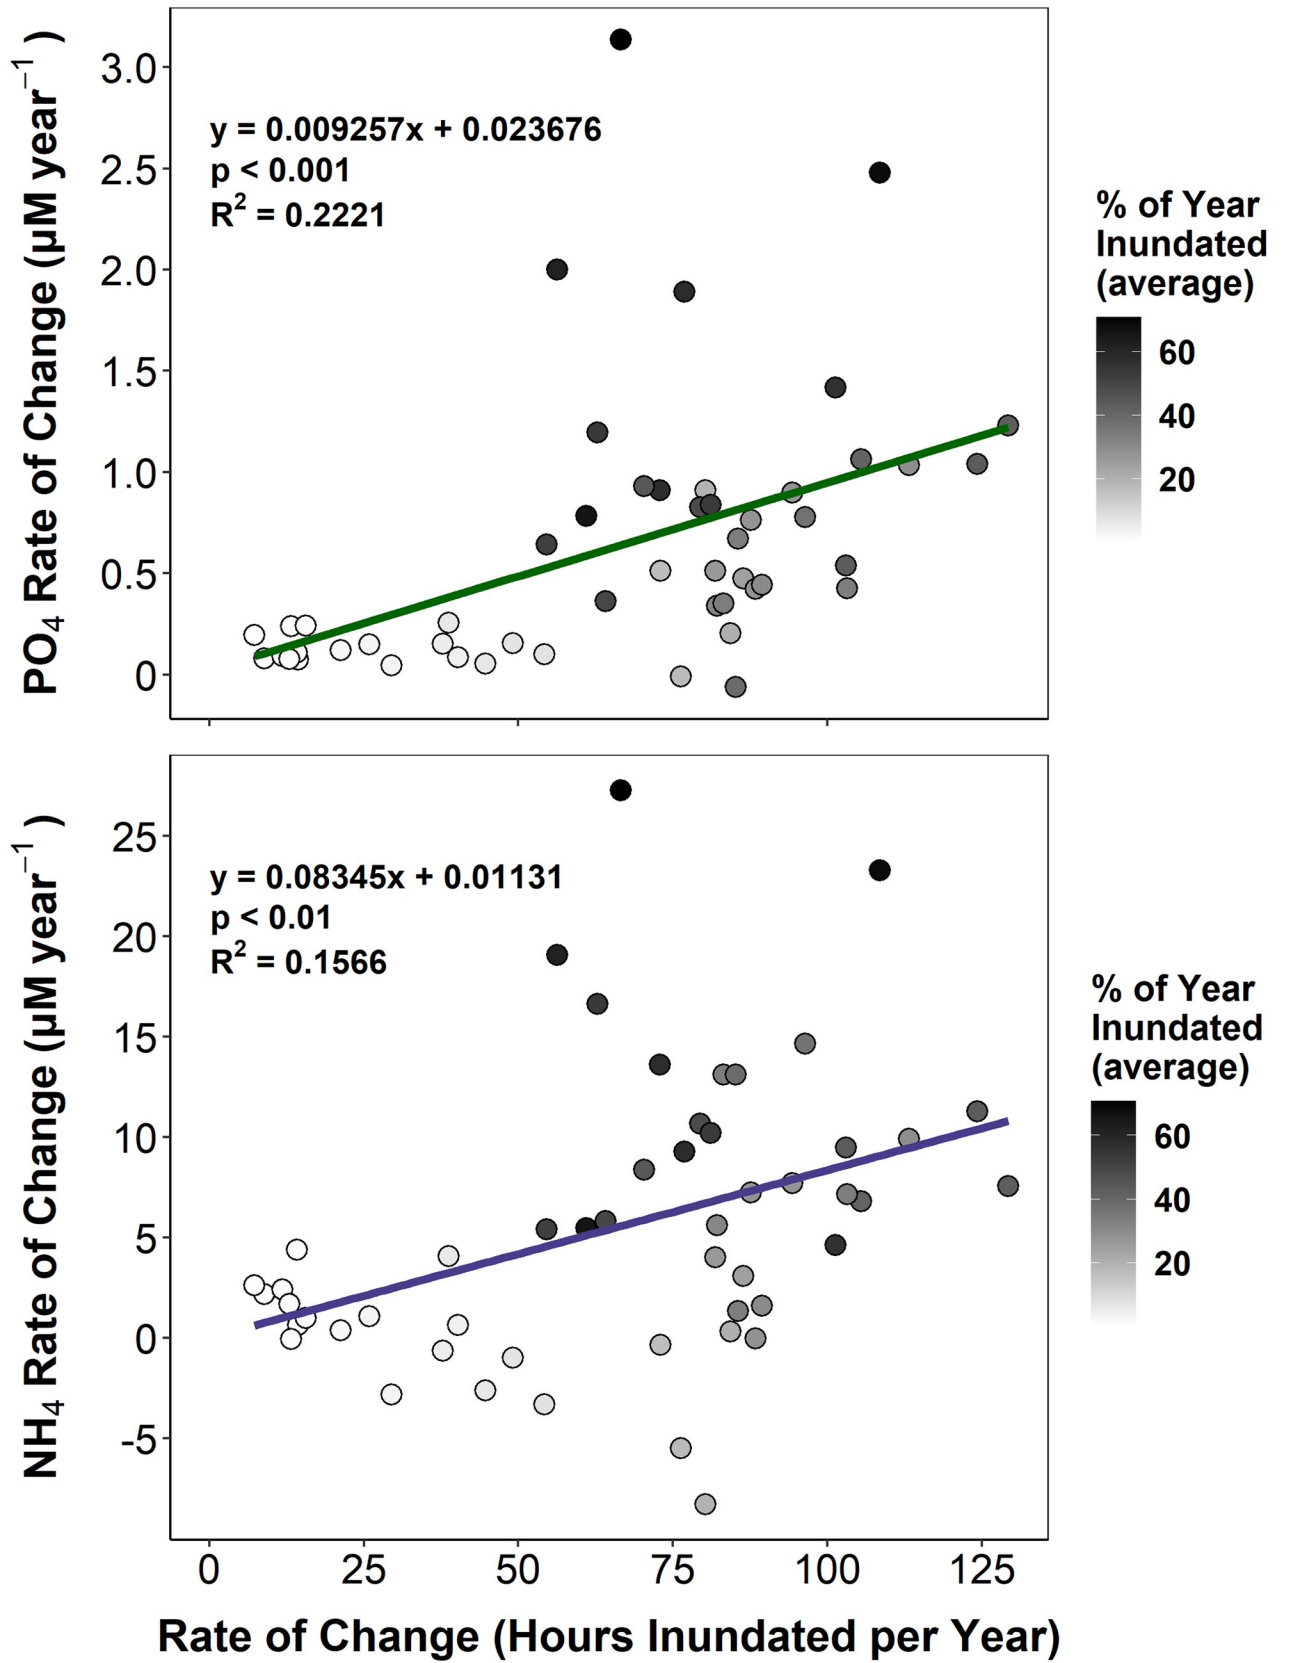 PO₄ Rate of Change (µM year⁻¹ )
3.0
2.5
2.0
1.5
1.0
0.5
0
y = 0.009257x + 0.023676
p < 0.001
R² = 0.2221
% of Year
Inundated
(average)
60
40
20
NH₄ Rate of Change (µM year⁻¹ )
25
20
15
10
5
0
-5
y = 0.08345x + 0.01131
p < 0.01
R² = 0.1566
% of Year
Inundated
(average)
60
40
20
0 25 50 75 100 125
Rate of Change (Hours Inundated per Year)